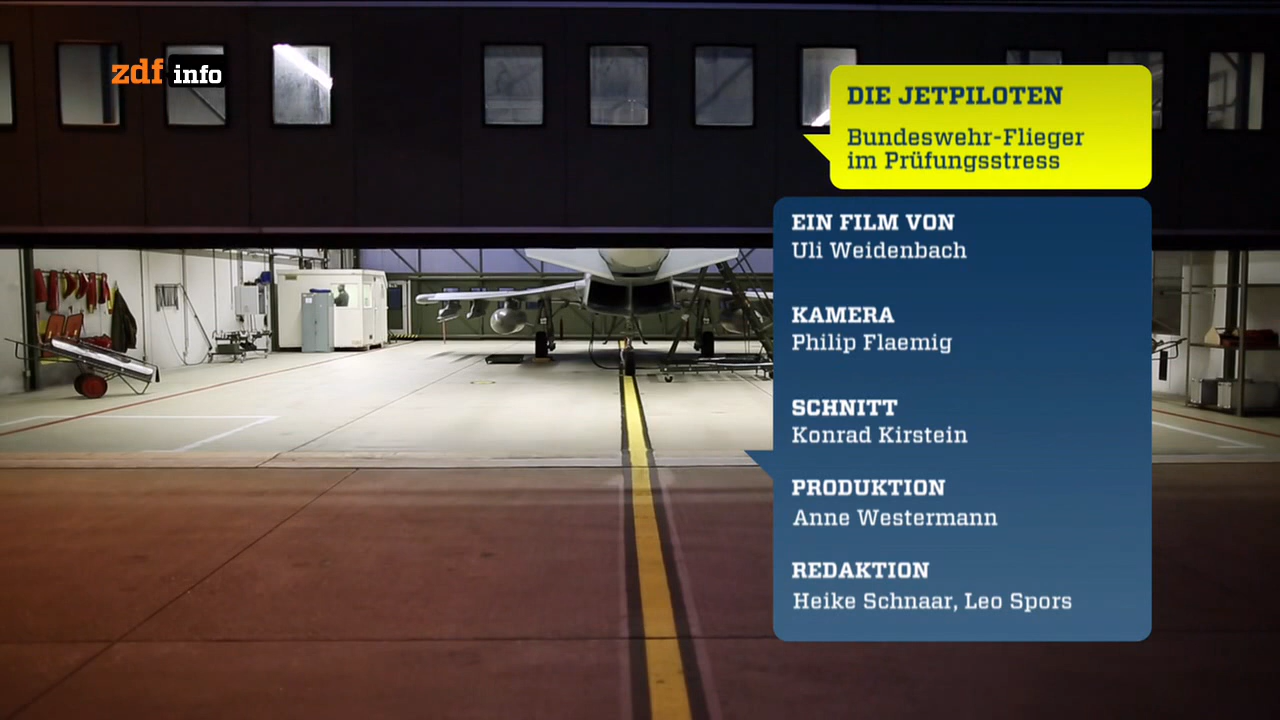 zdf info
DIE JETPILOTEN
Bundeswehr-Flieger
im Prüfungsstress
EIN FILM VON
Uli Weidenbach
KAMERA
Philip Flaemig
SCHNITT
Konrad Kirstein
PRODUKTION
Anne Westermann
REDAKTION
Heike Schnaar, Leo Spors